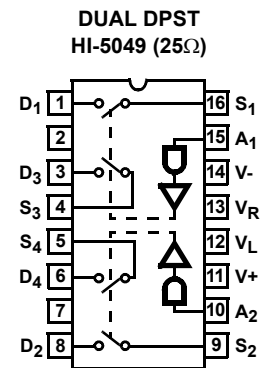 DUAL DPST
HI-5049 (25Ω)
D1 1 16 S1
2 15 A1
D3 3 14 V-
S3 4 13 VR
S4 5 12 VL
D4 6 11 V+
7 10 A2
D2 8 9 S2